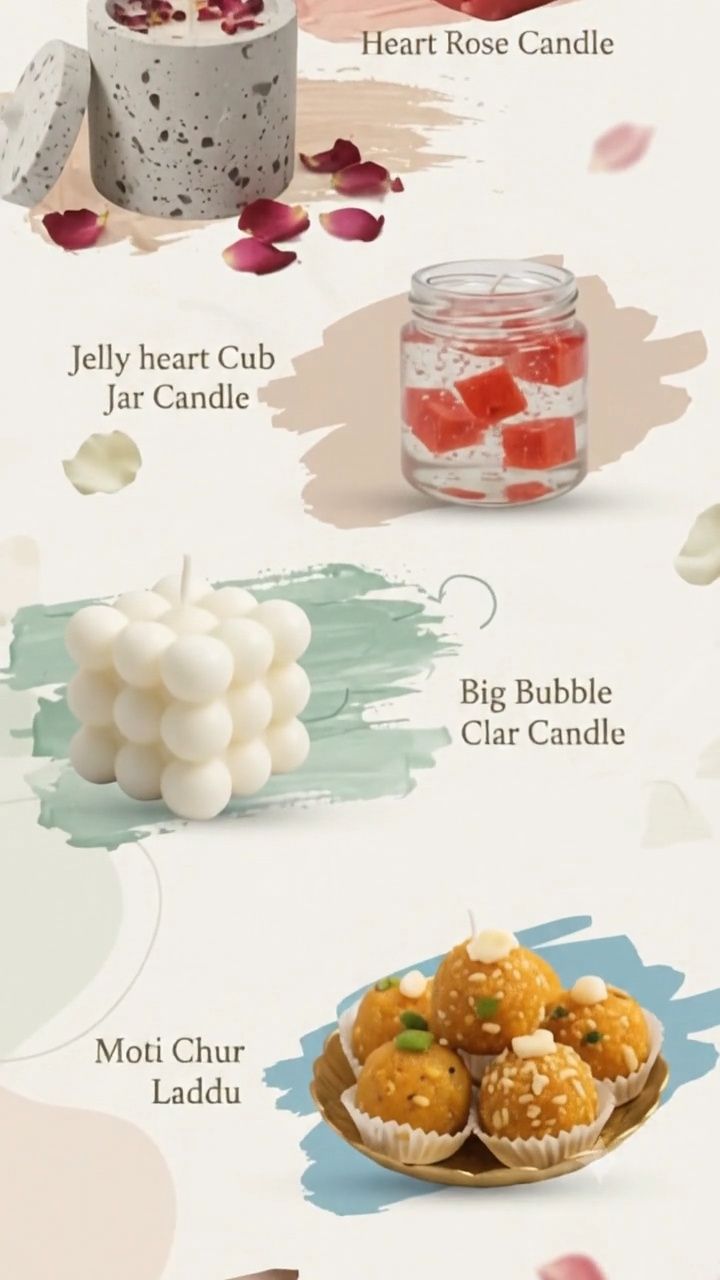 Heart Rose Candle
Jelly heart Cub
Jar Candle
Big Bubble
Clar Candle
Moti Chur
Laddu